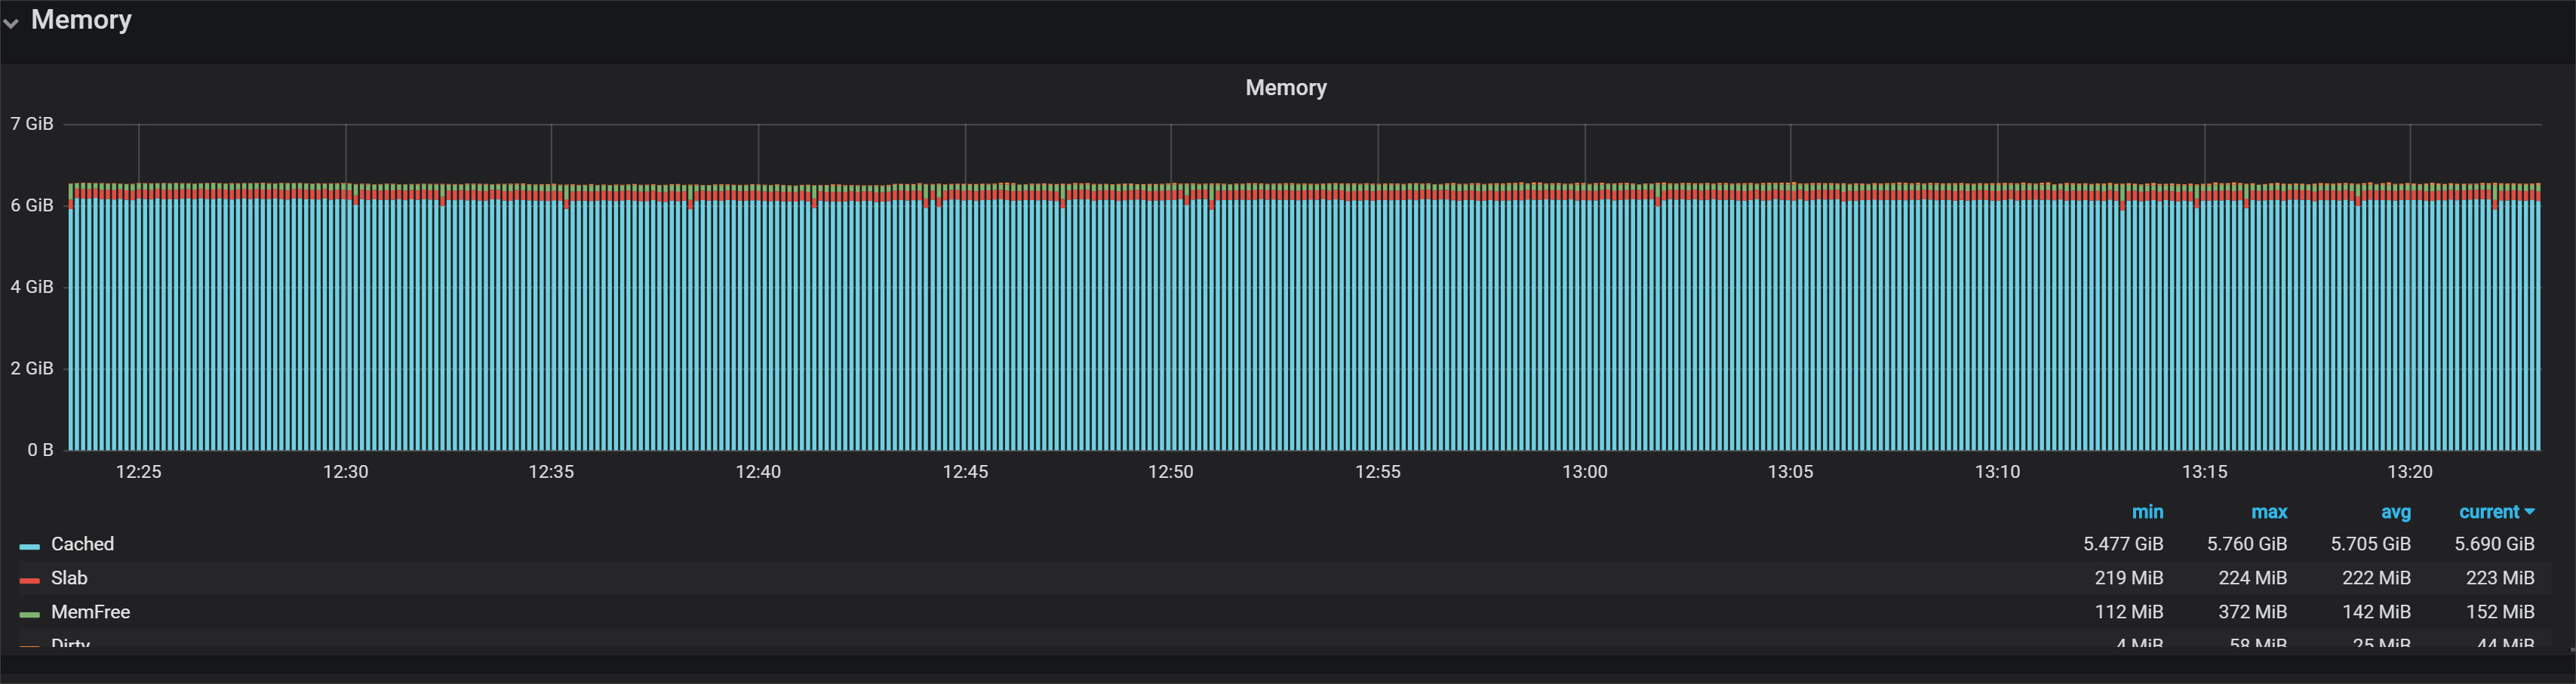 Memory
Memory
7 GiB
6 GiB
4 GiB
2 GiB
0 B
12:25 12:30 12:35 12:40 12:45 12:50 12:55 13:00 13:05 13:10 13:15 13:20
min max avg current
Cached 5.477 GiB 5.760 GiB 5.705 GiB 5.690 GiB
Slab 219 MiB 224 MiB 222 MiB 223 MiB
MemFree 112 MiB 372 MiB 142 MiB 152 MiB
Dirty 4 MiB 58 MiB 25 MiB 44 MiB